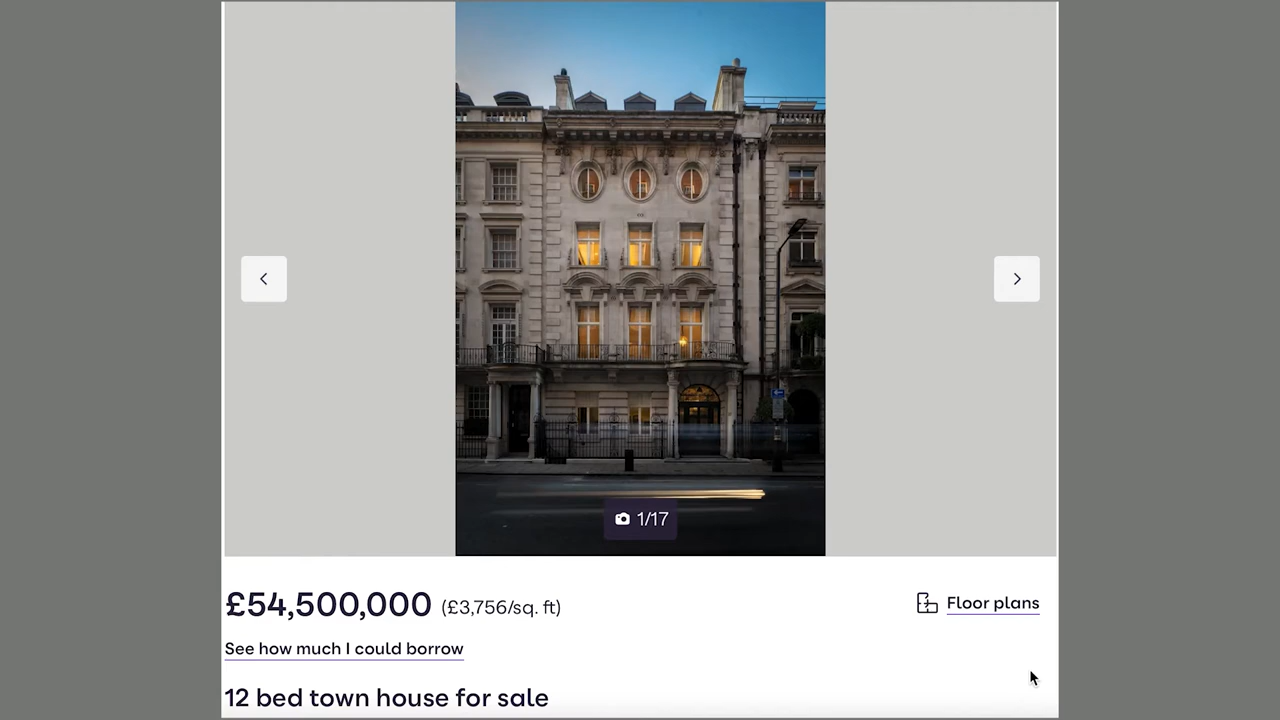 1/17
£54,500,000 (£3,756/sq. ft)
Floor plans
See how much I could borrow
12 bed town house for sale